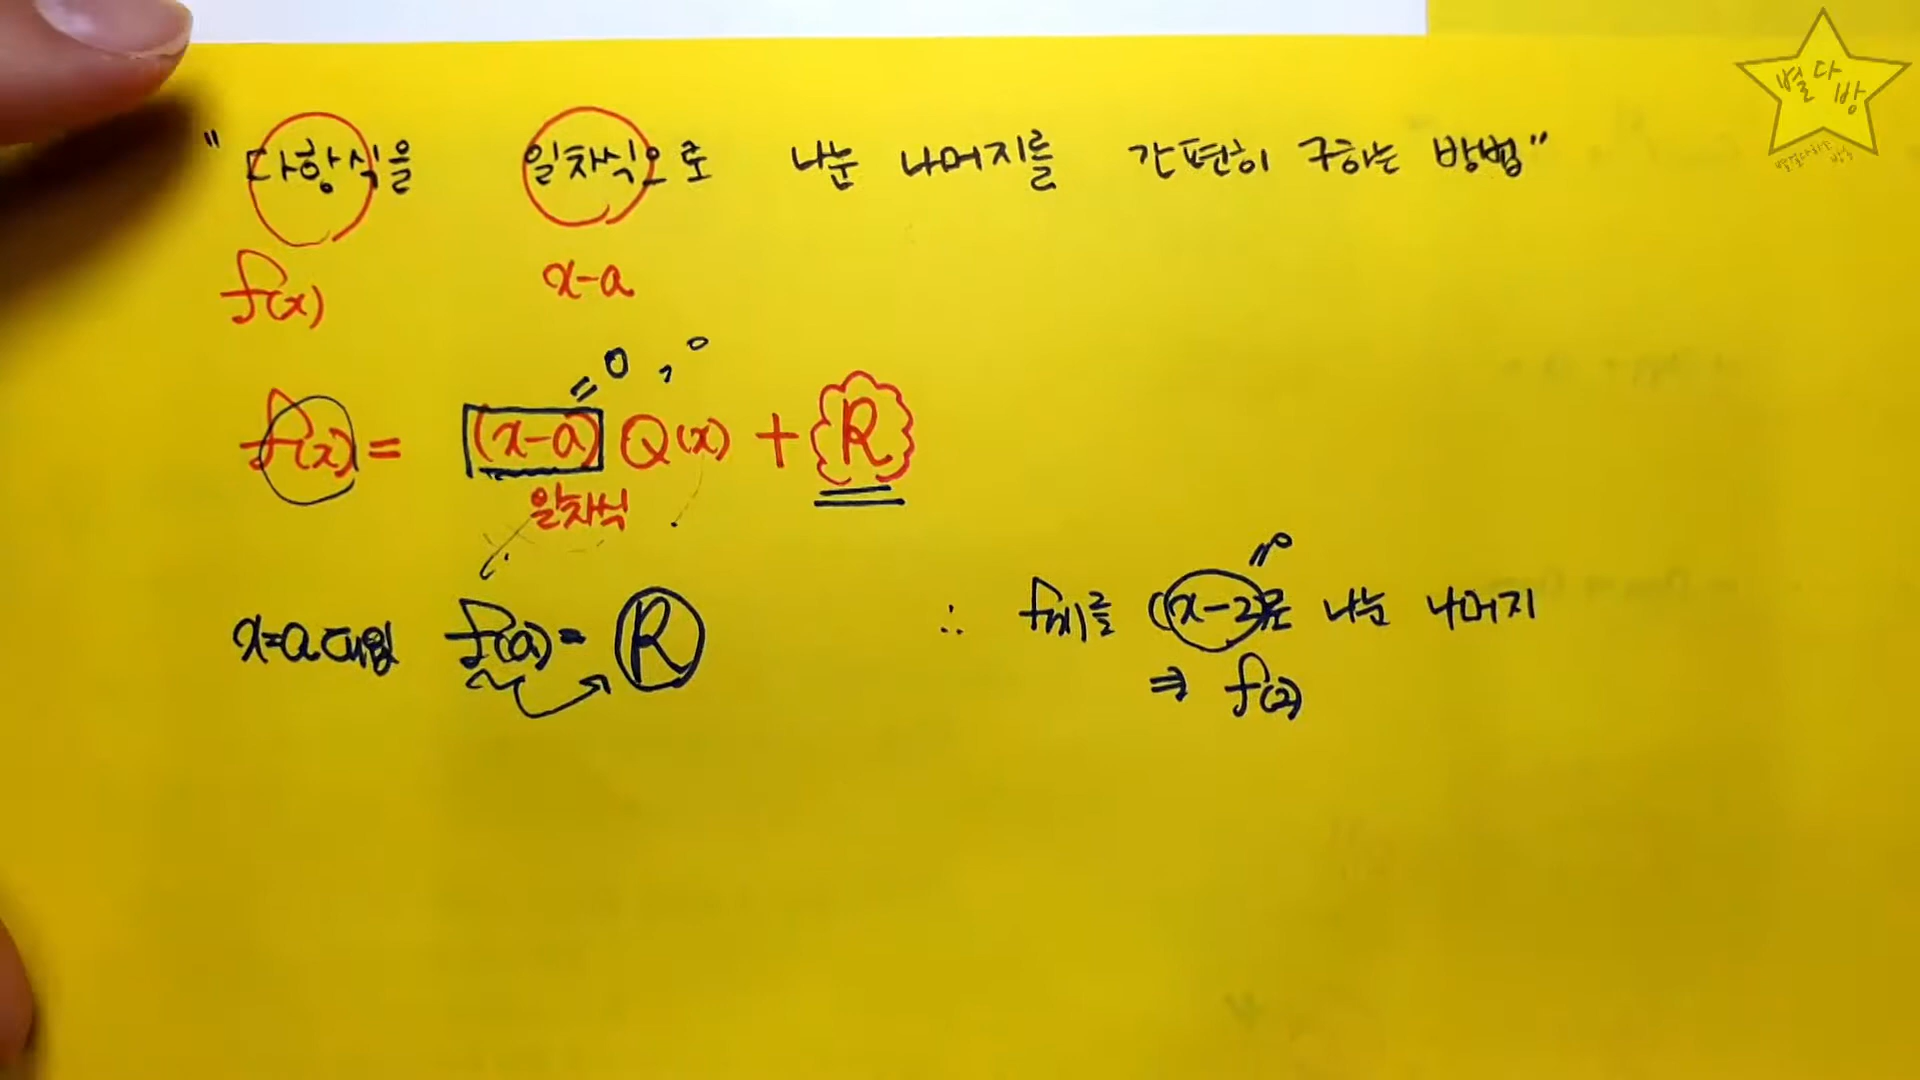 "다항식을 일차식으로 나눈 나머지를 간편히 구하는 방법"
f(x) x-a
=0, 0
f(x) = (x-a) Q(x) + R
일차식
x=a 대입 f(a) = R
∴ f(x)를 (x-2)로 나눈 나머지
⇒ f(2)
별다방